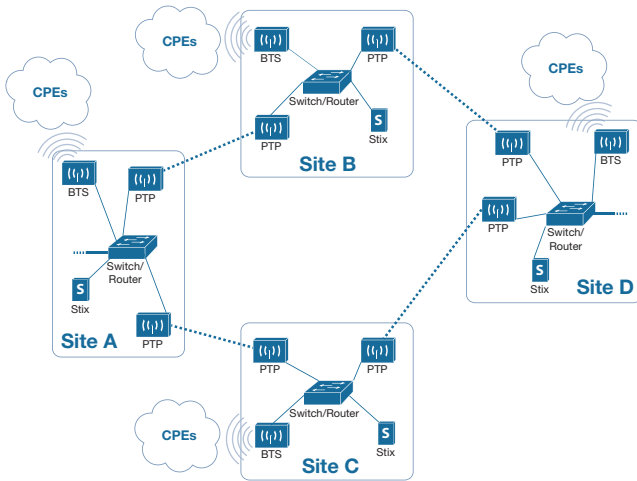 CPEs
BTS
PTP
Switch/Router
PTP
S
Stix
Site B
CPEs
BTS
PTP
Switch/
Router
S
Stix
PTP
Site A
CPEs
PTP
BTS
PTP
Switch/
Router
S
Stix
Site D
PTP
PTP
Switch/Router
CPEs
BTS
S
Stix
Site C